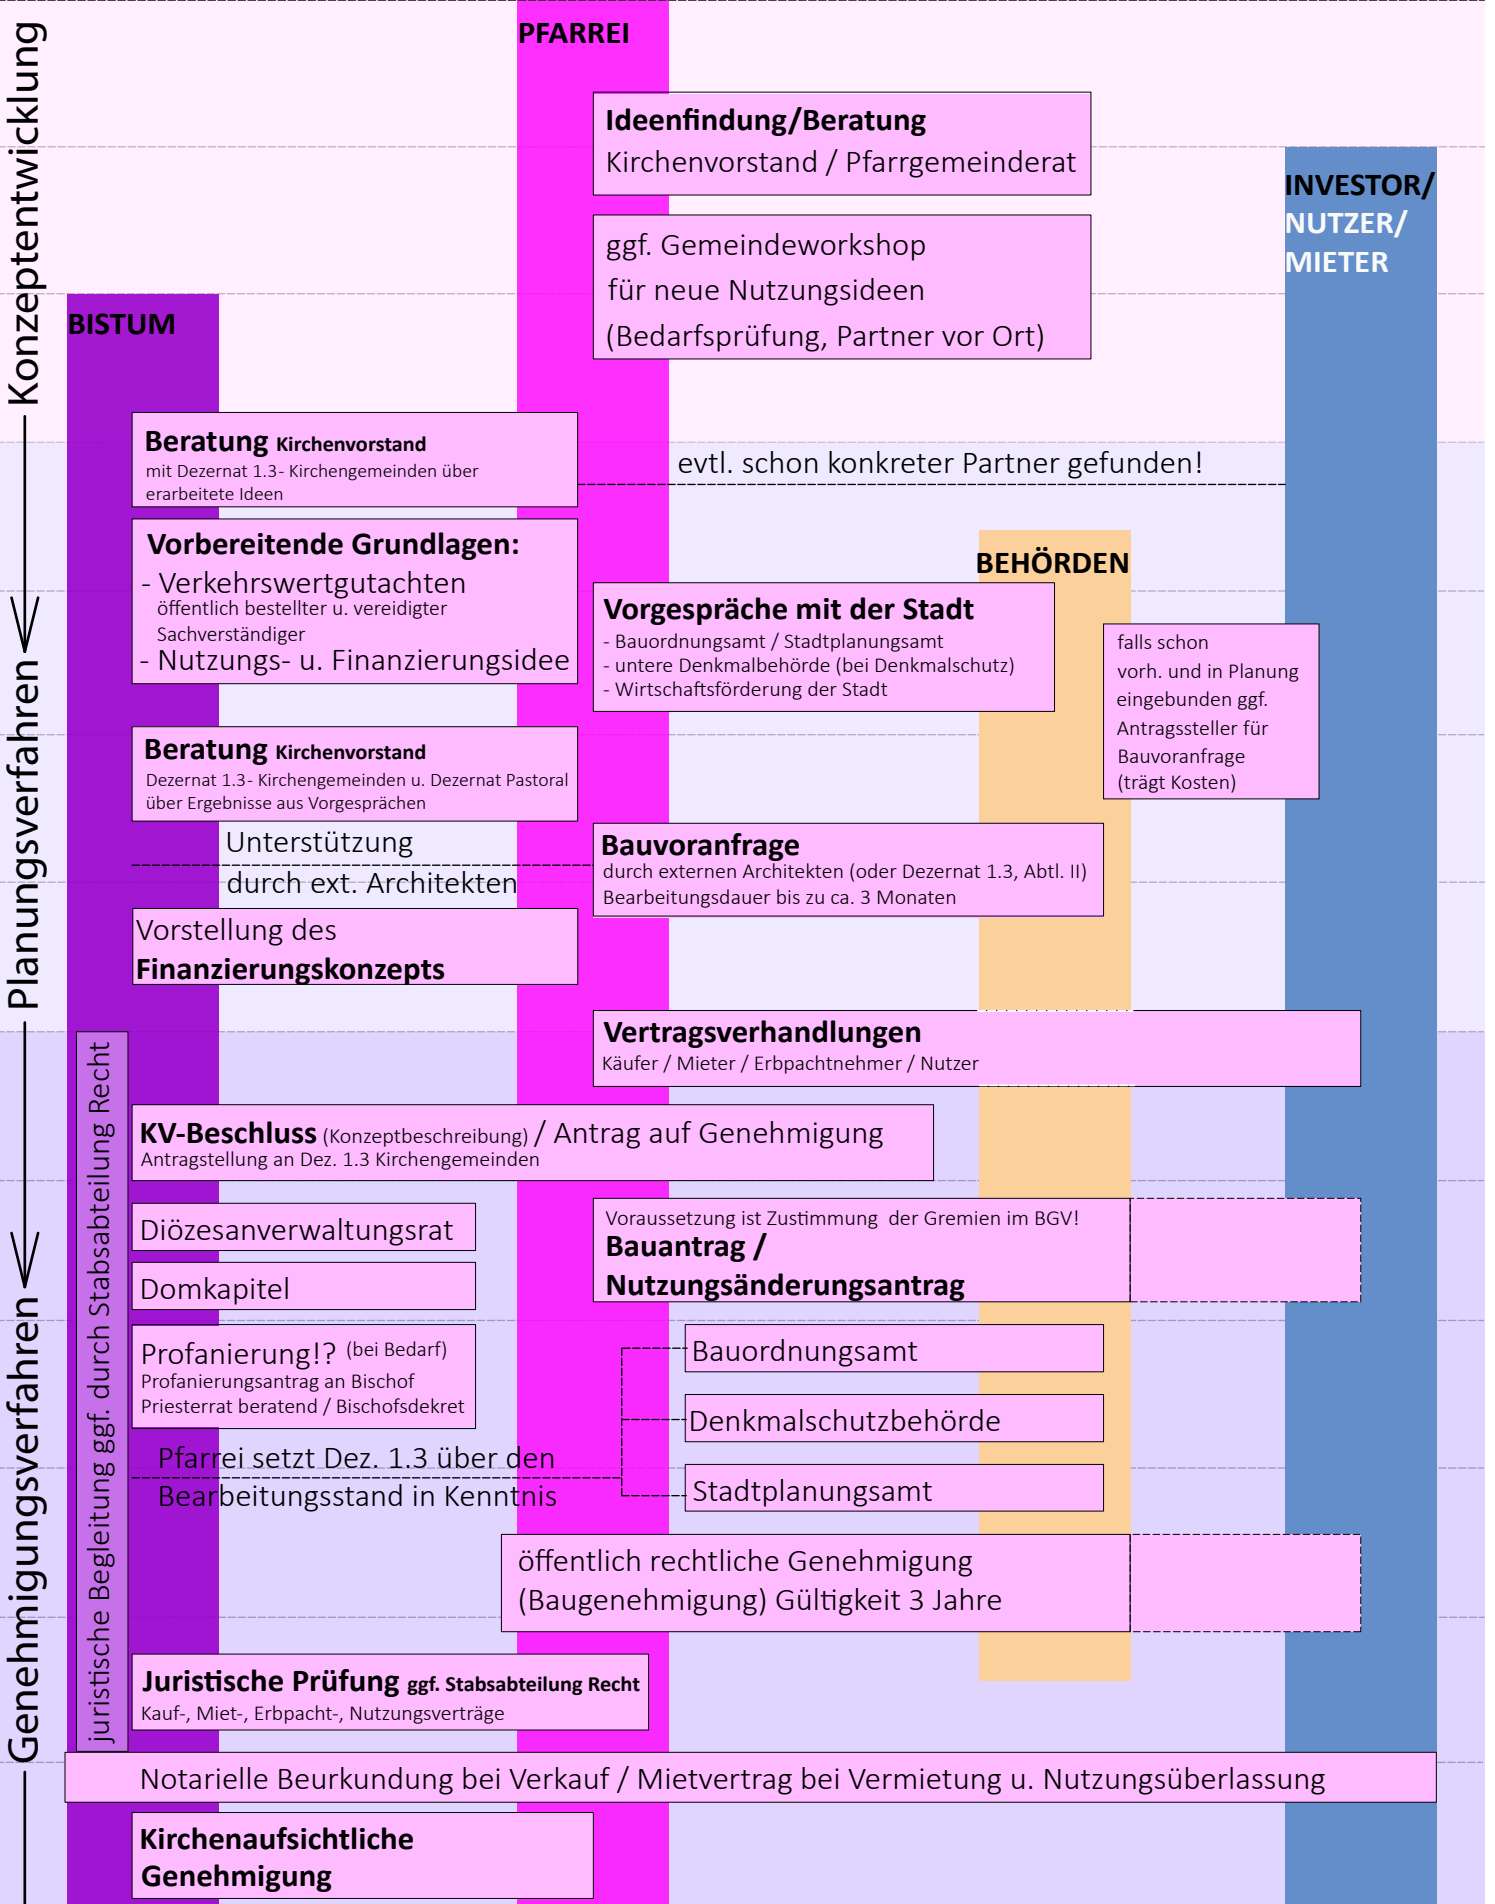 Konzeptentwicklung
PFARREI
Ideenfindung/Beratung
Kirchenvorstand / Pfarrgemeinderat
INVESTOR/
NUTZER/
MIETER
ggf. Gemeindeworkshop
für neue Nutzungsideen
(Bedarfsprüfung, Partner vor Ort)
BISTUM
Beratung Kirchenvorstand
mit Dezernat 1.3- Kirchengemeinden über
erarbeitete Ideen
evtl. schon konkreter Partner gefunden!
Vorbereitende Grundlagen:
- Verkehrswertgutachten
öffentlich bestellter u. vereidigter
Sachverständiger
- Nutzungs- u. Finanzierungsidee
BEHÖRDEN
Vorgespräche mit der Stadt
- Bauordnungsamt / Stadtplanungsamt
- untere Denkmalbehörde (bei Denkmalschutz)
- Wirtschaftsförderung der Stadt
falls schon
vorh. und in Planung
eingebunden ggf.
Antragssteller für
Bauvoranfrage
(trägt Kosten)
Planungsverfahren
Beratung Kirchenvorstand
Dezernat 1.3- Kirchengemeinden u. Dezernat Pastoral
über Ergebnisse aus Vorgesprächen
Unterstützung
durch ext. Architekten
Bauvoranfrage
durch externen Architekten (oder Dezernat 1.3, Abtl. II)
Bearbeitungsdauer bis zu ca. 3 Monaten
Vorstellung des
Finanzierungskonzepts
Vertragsverhandlungen
Käufer / Mieter / Erbpachtnehmer / Nutzer
juristische Begleitung ggf. durch Stabsabteilung Recht
KV-Beschluss (Konzeptbeschreibung) / Antrag auf Genehmigung
Antragstellung an Dez. 1.3 Kirchengemeinden
Diözesanverwaltungsrat
Domkapitel
Voraussetzung ist Zustimmung der Gremien im BGV!
Bauantrag /
Nutzungsänderungsantrag
Genehmigungsverfahren
Profanierung!? (bei Bedarf)
Profanierungsantrag an Bischof
Priesterrat beratend / Bischofsdekret
Bauordnungsamt
Denkmalschutzbehörde
Stadtplanungsamt
Pfarrei setzt Dez. 1.3 über den
Bearbeitungsstand in Kenntnis
öffentlich rechtliche Genehmigung
(Baugenehmigung) Gültigkeit 3 Jahre
Juristische Prüfung ggf. Stabsabteilung Recht
Kauf-, Miet-, Erbpacht-, Nutzungsverträge
Notarielle Beurkundung bei Verkauf / Mietvertrag bei Vermietung u. Nutzungsüberlassung
Kirchenaufsichtliche
Genehmigung